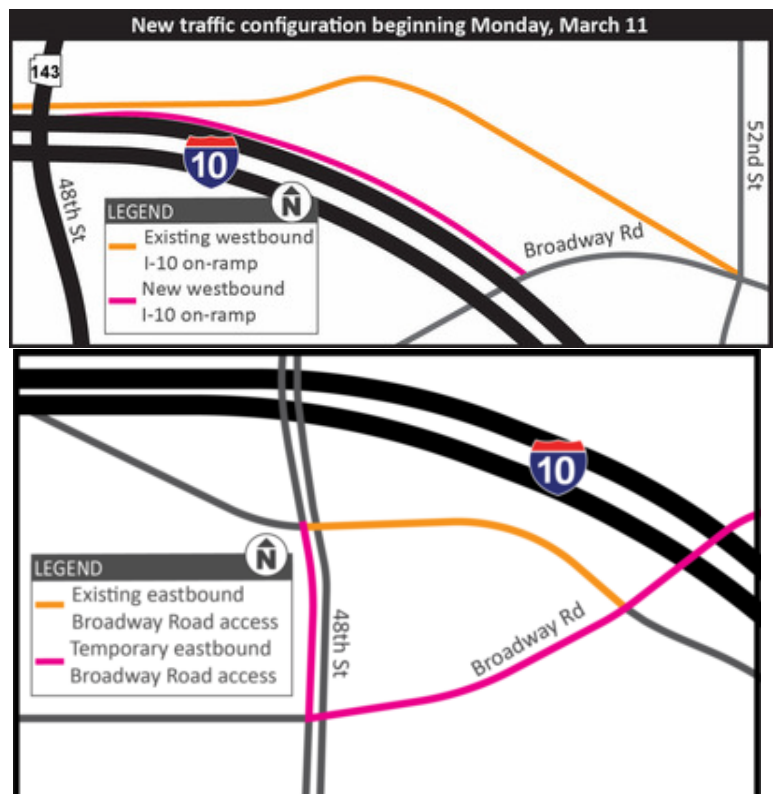 New traffic configuration beginning Monday, March 11
143
10
52nd St
48th St
N
LEGEND
Existing westbound
I-10 on-ramp
New westbound
I-10 on-ramp
Broadway Rd
10
N
LEGEND
Existing eastbound
Broadway Road access
Temporary eastbound
Broadway Road access
48th St
Broadway Rd